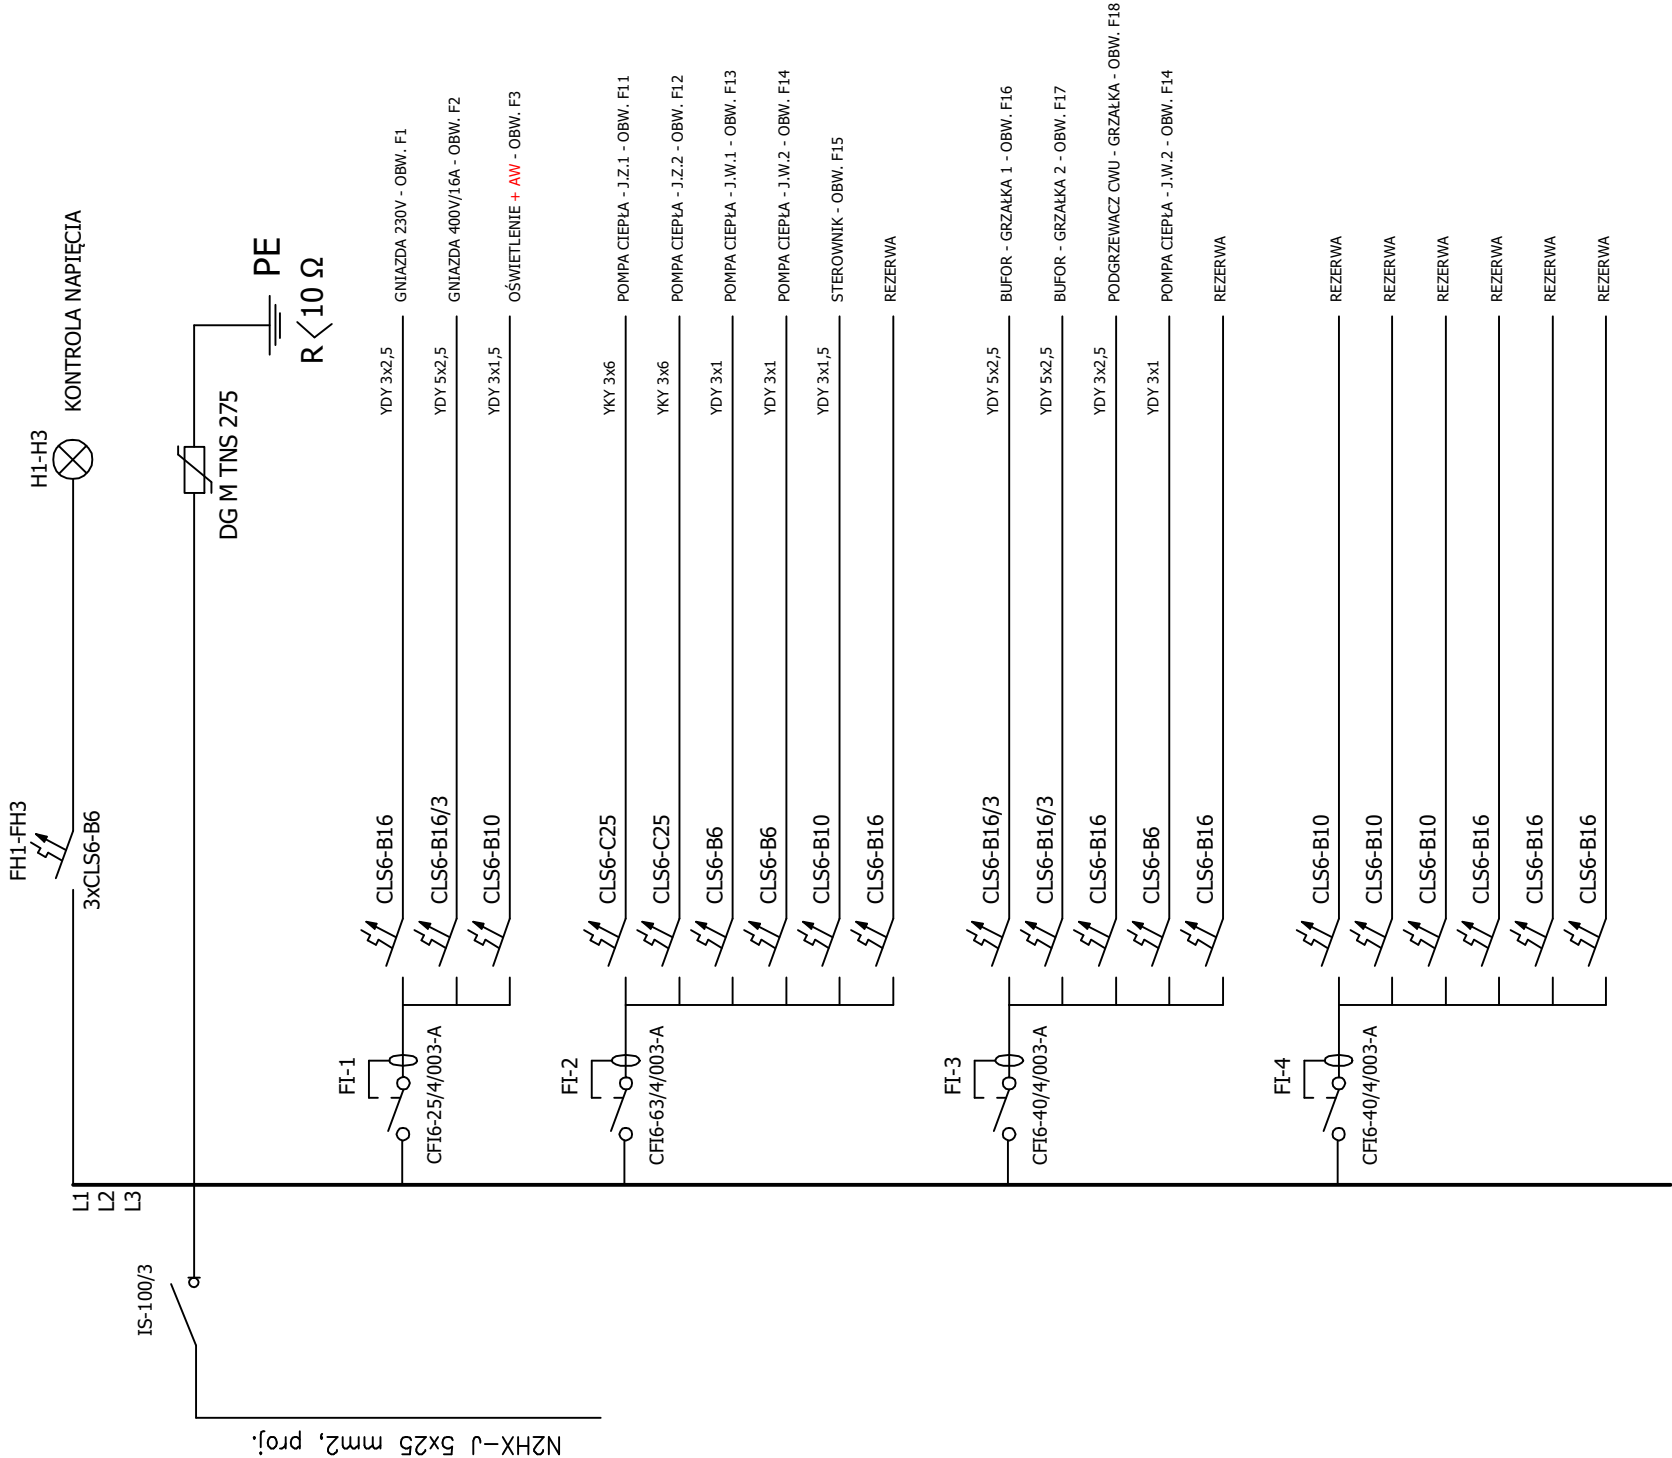 FH1-FH3
3xCLS6-B6
H1-H3
KONTROLA NAPIĘCIA
L1
L2
L3
IS-100/3
N2HX-J 5x25 mm2, proj.
DG M TNS 275
PE
R<10 Ω
FI-1
CFI6-25/4/003-A
CLS6-B16
YDY 3x2,5
GNIAZDA 230V - OBW. F1
CLS6-B16/3
YDY 5x2,5
GNIAZDA 400V/16A - OBW. F2
CLS6-B10
YDY 3x1,5
OŚWIETLENIE + AW - OBW. F3
FI-2
CFI6-63/4/003-A
CLS6-C25
YKY 3x6
POMPA CIEPŁA - J.Z.1 - OBW. F11
CLS6-C25
YKY 3x6
POMPA CIEPŁA - J.Z.2 - OBW. F12
CLS6-B6
YDY 3x1
POMPA CIEPŁA - J.W.1 - OBW. F13
CLS6-B6
YDY 3x1
POMPA CIEPŁA - J.W.2 - OBW. F14
CLS6-B10
YDY 3x1,5
STEROWNIK - OBW. F15
CLS6-B16
REZERWA
FI-3
CFI6-40/4/003-A
CLS6-B16/3
YDY 5x2,5
BUFOR - GRZAŁKA 1 - OBW. F16
CLS6-B16/3
YDY 5x2,5
BUFOR - GRZAŁKA 2 - OBW. F17
CLS6-B16
YDY 3x2,5
PODGRZEWACZ CWU - GRZAŁKA - OBW. F18
CLS6-B6
YDY 3x1
POMPA CIEPŁA - J.W.2 - OBW. F14
CLS6-B16
REZERWA
FI-4
CFI6-40/4/003-A
CLS6-B10
REZERWA
CLS6-B10
REZERWA
CLS6-B10
REZERWA
CLS6-B16
REZERWA
CLS6-B16
REZERWA
CLS6-B16
REZERWA